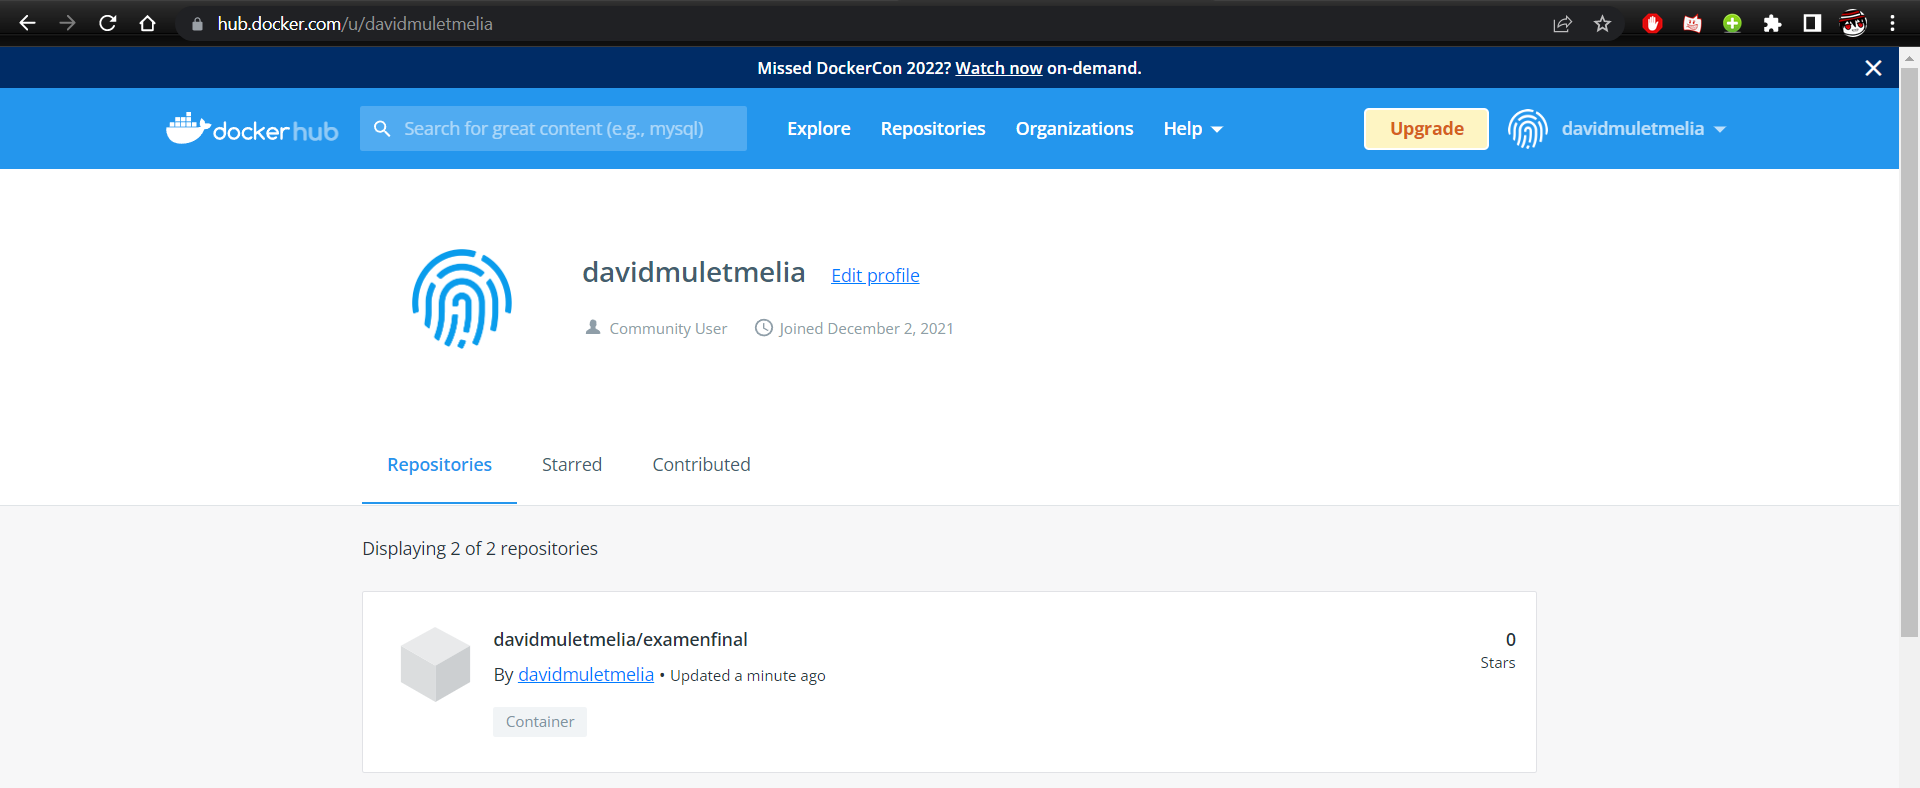 hub.docker.com/u/davidmuletmelia
Missed DockerCon 2022? Watch now on-demand.
docker hub
Search for great content (e.g., mysql)
Explore
Repositories
Organizations
Help
Upgrade
davidmuletmelia
davidmuletmelia
Edit profile
Community User
Joined December 2, 2021
Repositories
Starred
Contributed
Displaying 2 of 2 repositories
davidmuletmelia/examenfinal
0
Stars
By davidmuletmelia • Updated a minute ago
Container